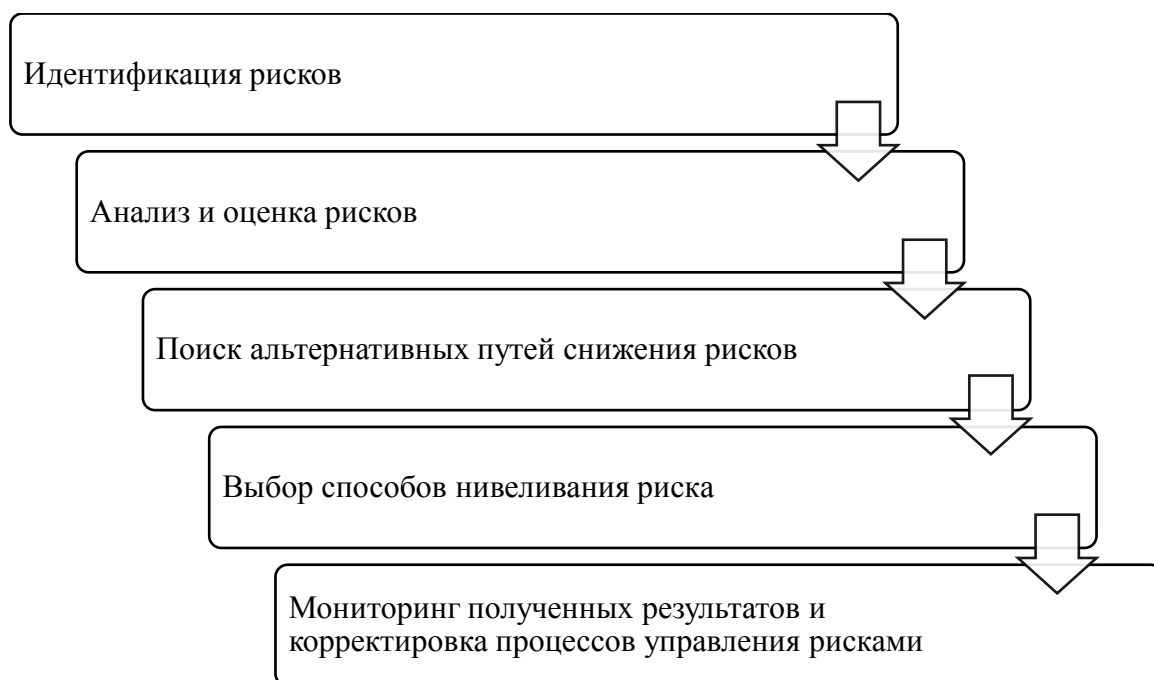 Идентификация рисков
Анализ и оценка рисков
Поиск альтернативных путей снижения рисков
Выбор способов нивеливания риска
Мониторинг полученных результатов и
корректировка процессов управления рисками